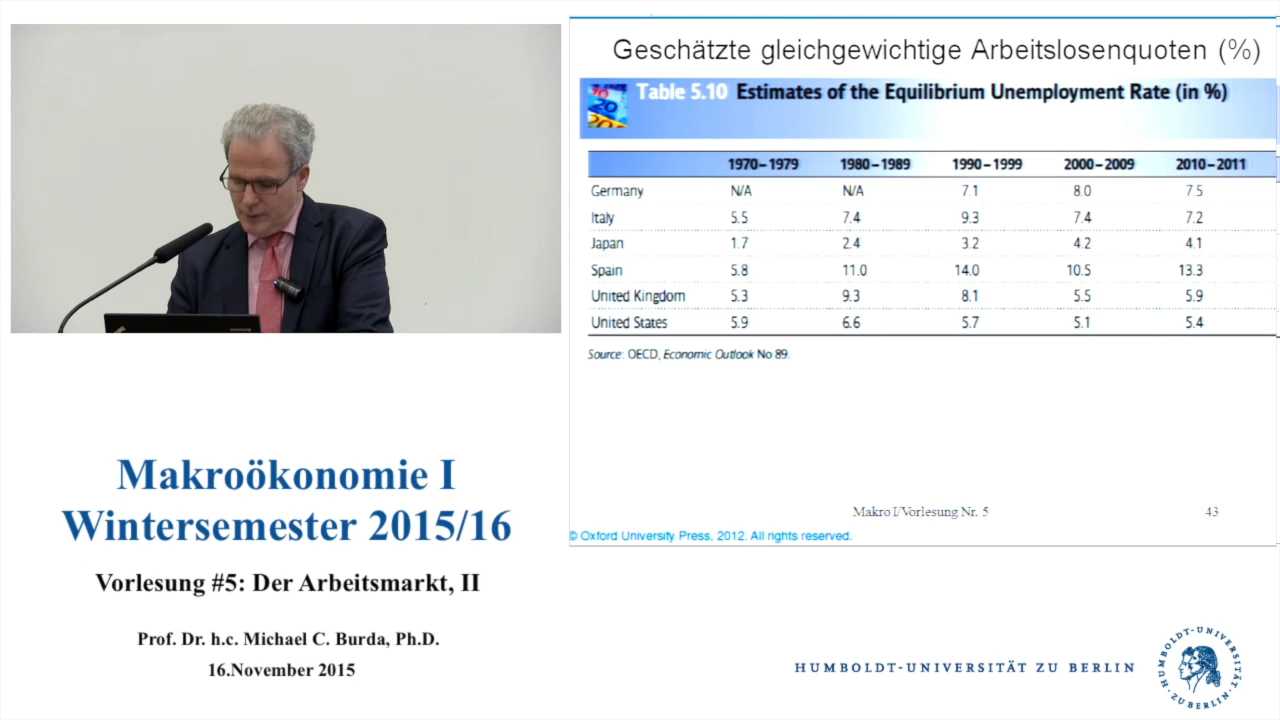 Geschätzte gleichgewichtige Arbeitslosenquoten (%)
Table 5.10 Estimates of the Equilibrium Unemployment Rate (in %)
1970–1979 1980–1989 1990–1999 2000–2009 2010–2011
Germany N/A N/A 7.1 8.0 7.5
Italy 5.5 7.4 9.3 7.4 7.2
Japan 1.7 2.4 3.2 4.2 4.1
Spain 5.8 11.0 14.0 10.5 13.3
United Kingdom 5.3 9.3 8.1 5.5 5.9
United States 5.9 6.6 5.7 5.1 5.4
Source: OECD, Economic Outlook No 89.
Makro I/Vorlesung Nr. 5 43
© Oxford University Press, 2012. All rights reserved.
Makroökonomie I
Wintersemester 2015/16
Vorlesung #5: Der Arbeitsmarkt, II
Prof. Dr. h.c. Michael C. Burda, Ph.D.
16.November 2015
HUMBOLDT-UNIVERSITÄT ZU BERLIN
HUMBOLDT-UNIVERSITÄT
ZU BERLIN